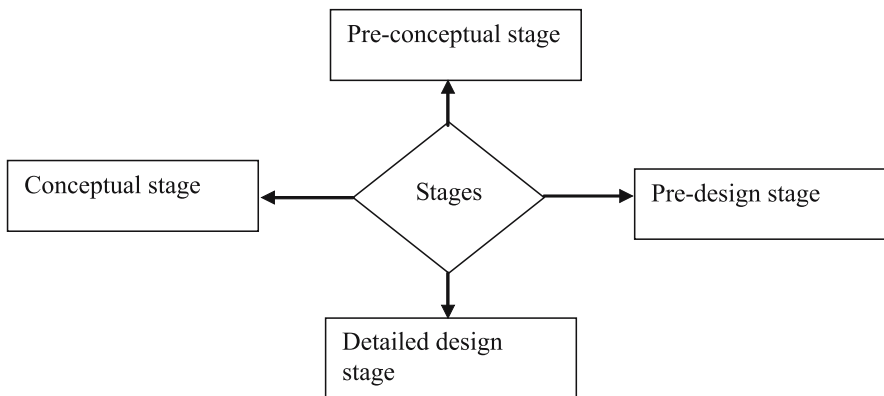 Pre-conceptual stage
Conceptual stage
Stages
Pre-design stage
Detailed design
stage